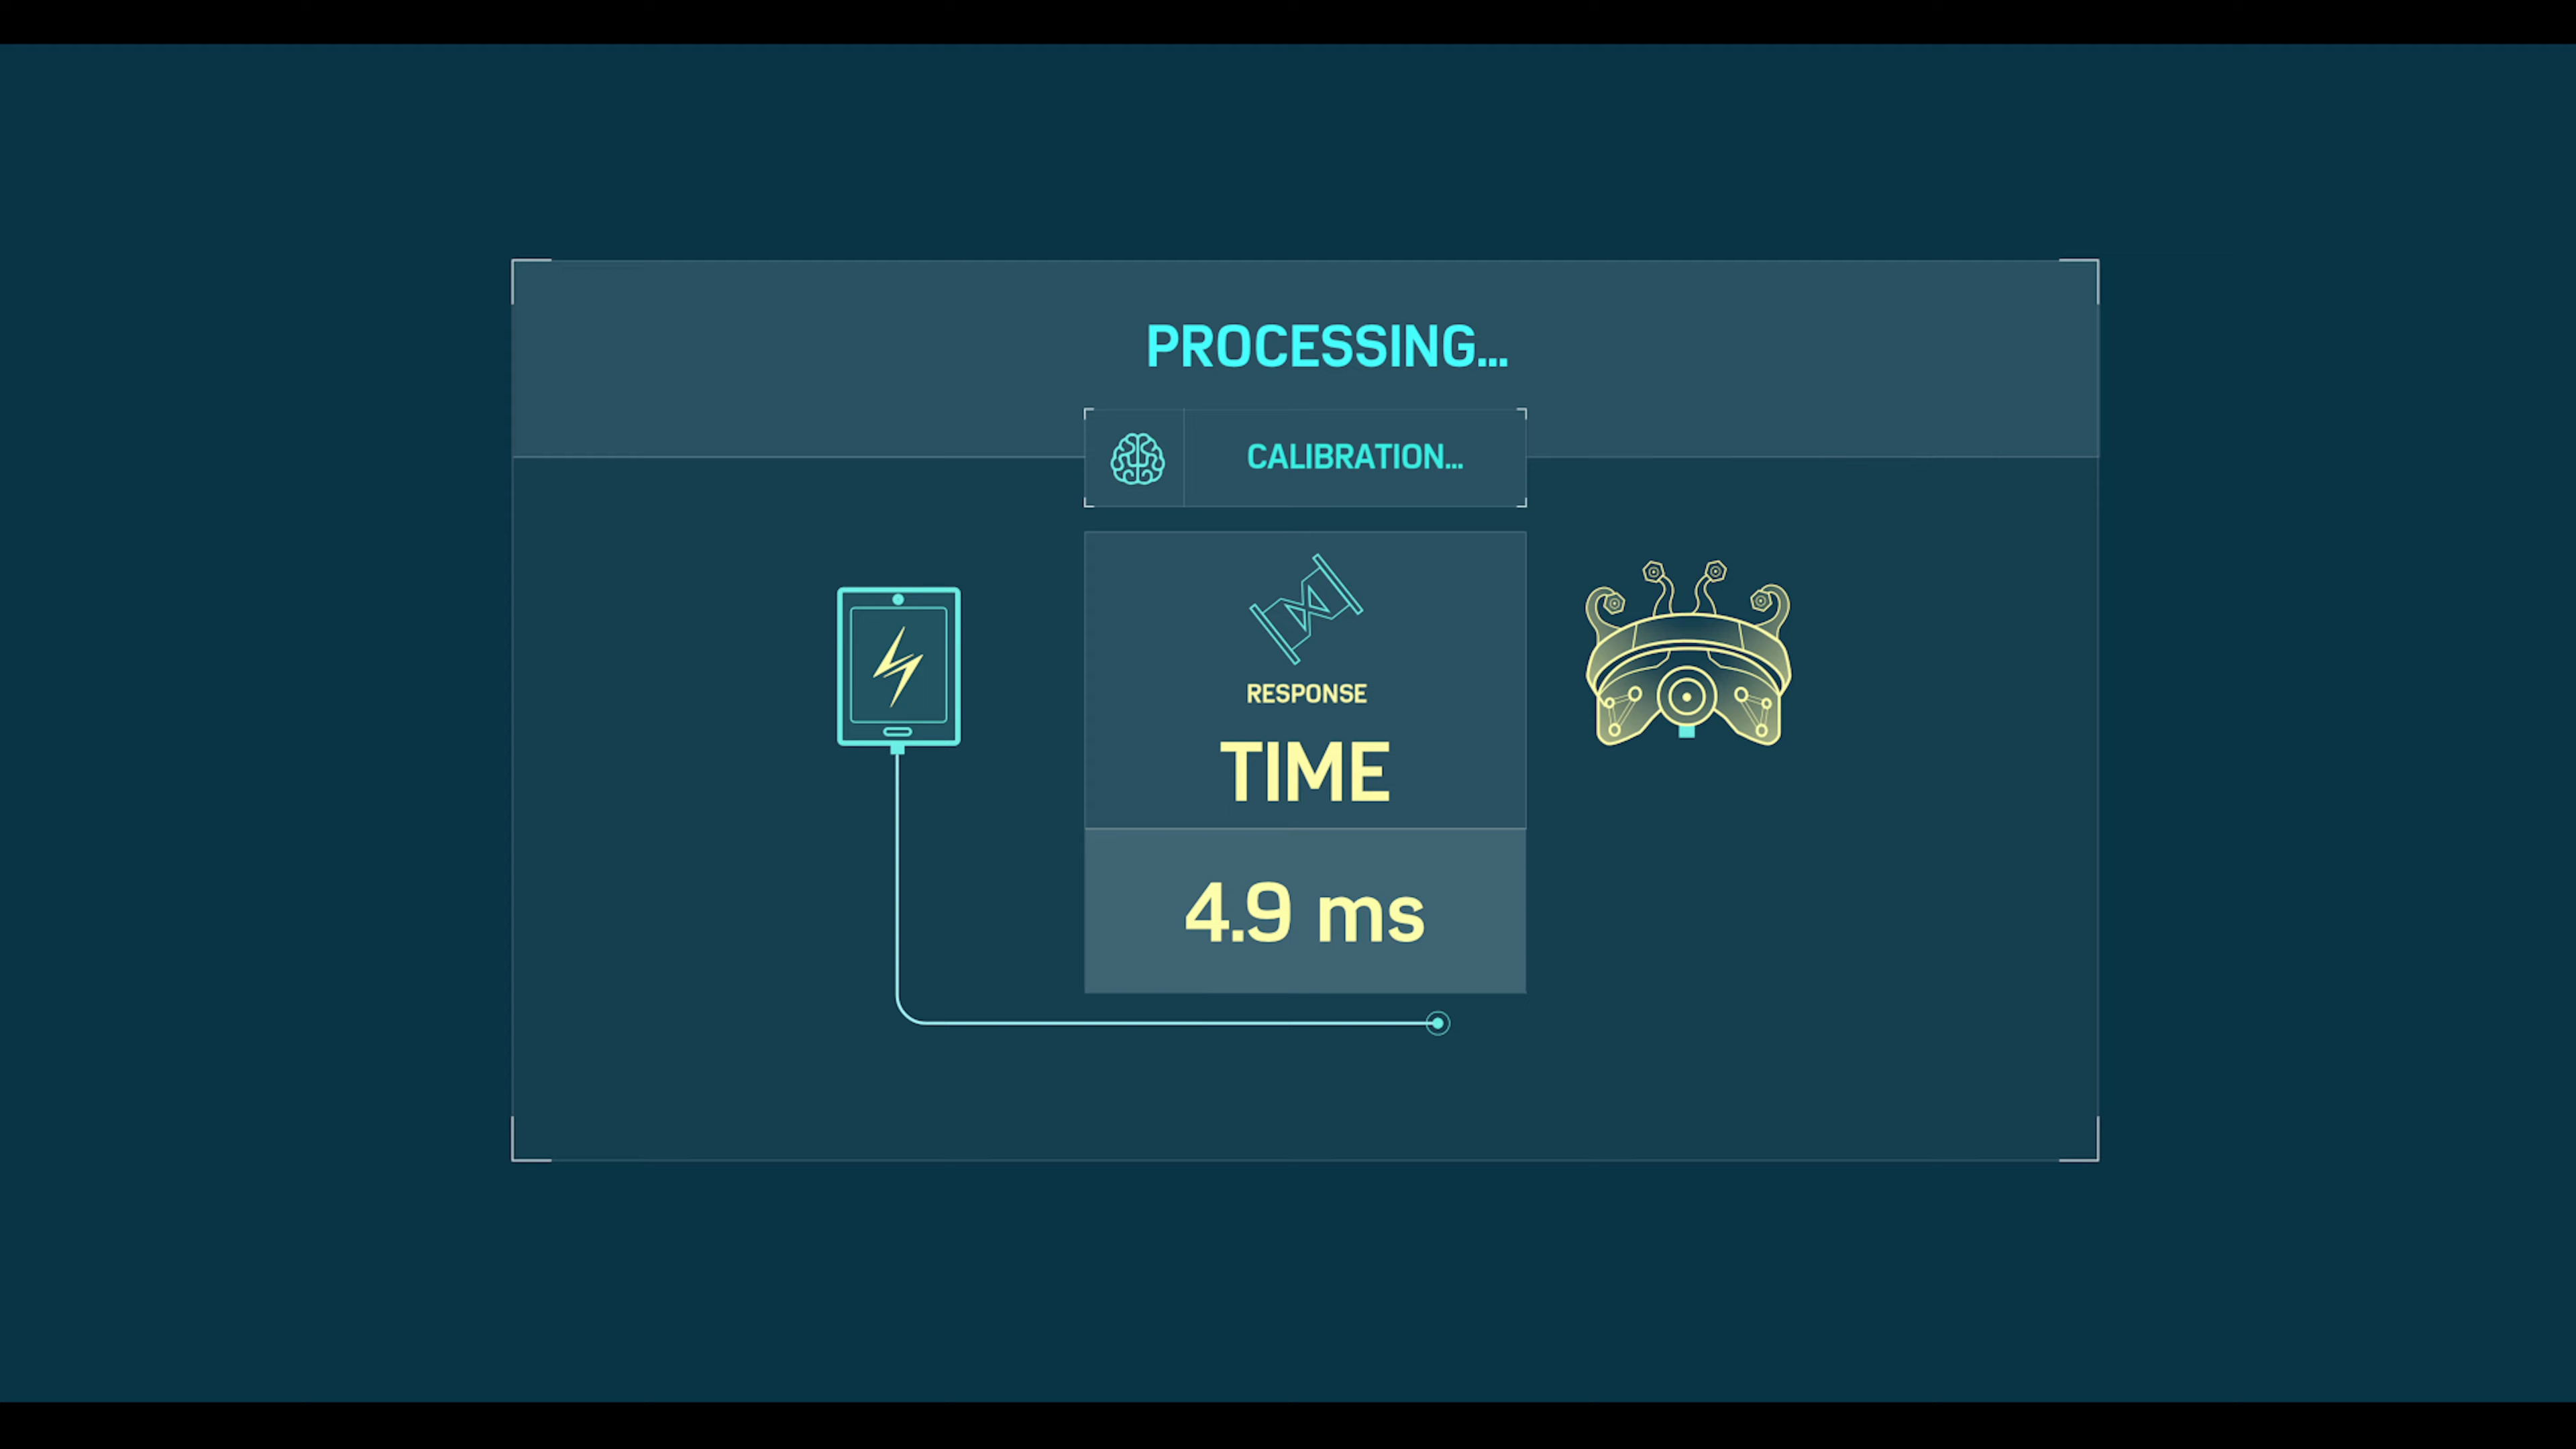 PROCESSING...
CALIBRATION...
RESPONSE
TIME
4.9 ms